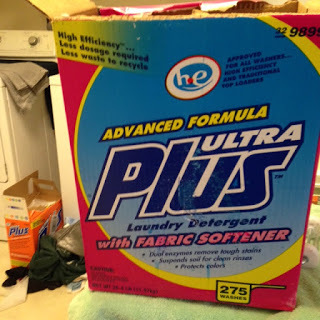 High Efficiency™...
Less dosage required
Less waste to recycle
he
APPROVED
FOR ALL WASHERS...
HIGH EFFICIENCY
AND TRADITIONAL
TOP LOADERS
ADVANCED FORMULA
ULTRA
Plus™
Laundry Detergent
with FABRIC SOFTENER
• Dual enzymes remove tough stains
• Suspends soil for clean rinses
• Protects colors
275
WASHES
Plus